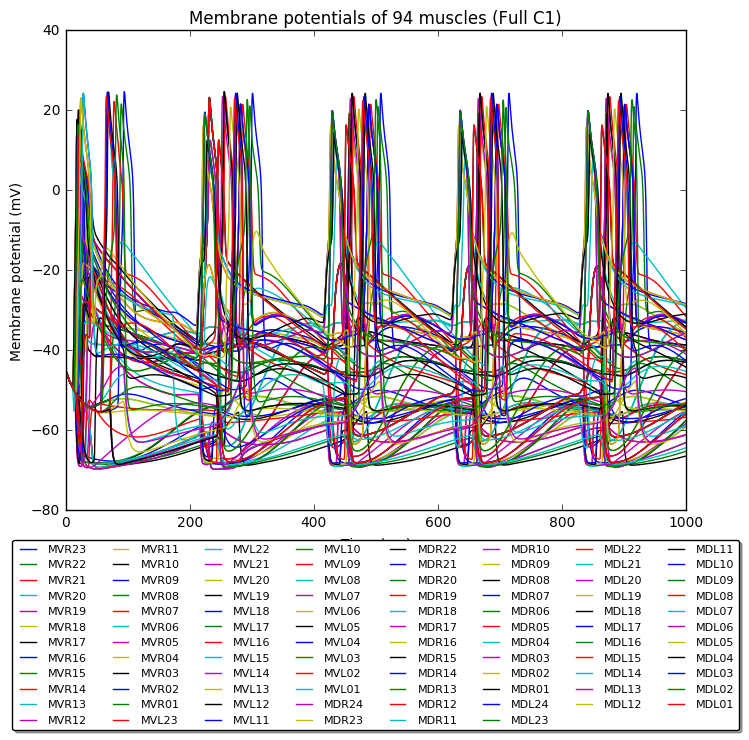 Membrane potentials of 94 muscles (Full C1)
Membrane potential (mV)
40
20
0
−20
−40
−60
−80
0 200 400 600 800 1000
MVR23 MVR11 MVL22 MVL10 MDR22 MDR10 MDL22 MDL11
MVR22 MVR10 MVL21 MVL09 MDR21 MDR09 MDL21 MDL10
MVR21 MVR09 MVL20 MVL08 MDR20 MDR08 MDL20 MDL09
MVR20 MVR08 MVL19 MVL07 MDR19 MDR07 MDL19 MDL08
MVR19 MVR07 MVL18 MVL06 MDR18 MDR06 MDL18 MDL07
MVR18 MVR06 MVL17 MVL05 MDR17 MDR05 MDL17 MDL06
MVR17 MVR05 MVL16 MVL04 MDR16 MDR04 MDL16 MDL05
MVR16 MVR04 MVL15 MVL03 MDR15 MDR03 MDL15 MDL04
MVR15 MVR03 MVL14 MVL02 MDR14 MDR02 MDL14 MDL03
MVR14 MVR02 MVL13 MVL01 MDR13 MDR01 MDL13 MDL02
MVR13 MVR01 MVL12 MDR24 MDR12 MDL24 MDL12 MDL01
MVR12 MVL23 MVL11 MDR23 MDR11 MDL23